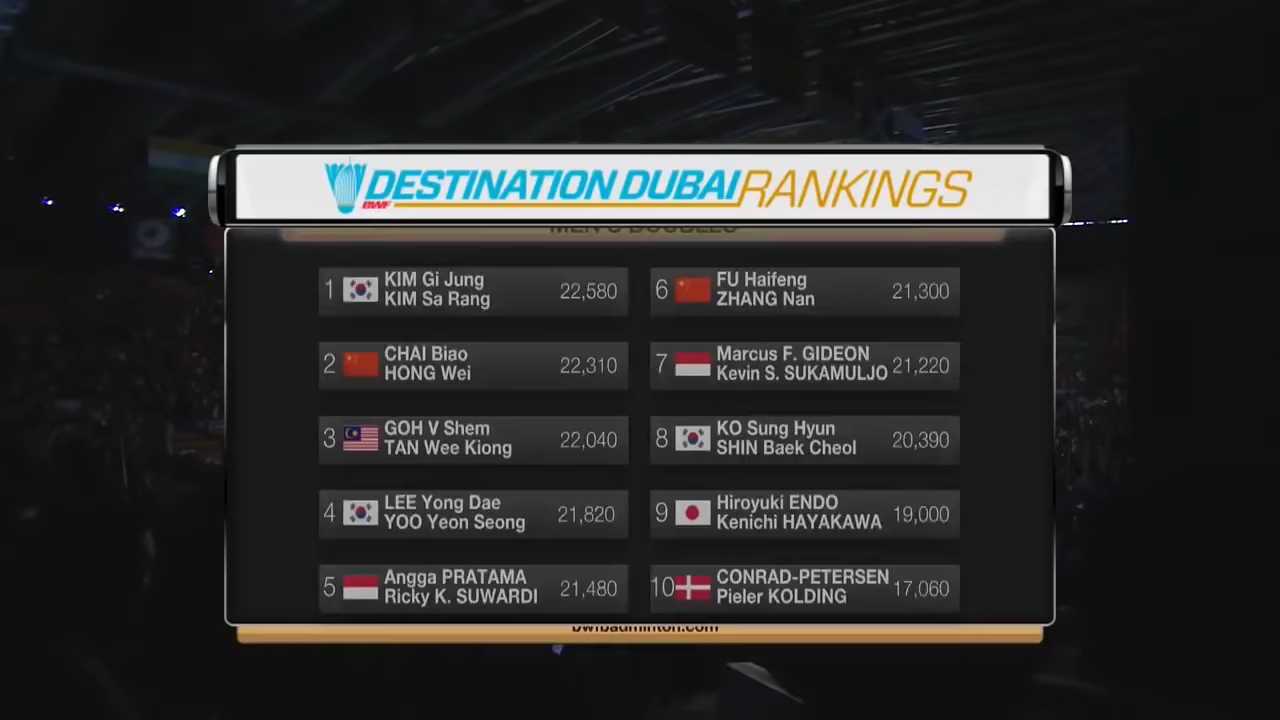 BWF
DESTINATION DUBAI RANKINGS
MEN'S DOUBLES
1 KIM Gi Jung
KIM Sa Rang 22,580
2 CHAI Biao
HONG Wei 22,310
3 GOH V Shem
TAN Wee Kiong 22,040
4 LEE Yong Dae
YOO Yeon Seong 21,820
5 Angga PRATAMA
Ricky K. SUWARDI 21,480
6 FU Haifeng
ZHANG Nan 21,300
7 Marcus F. GIDEON
Kevin S. SUKAMULJO 21,220
8 KO Sung Hyun
SHIN Baek Cheol 20,390
9 Hiroyuki ENDO
Kenichi HAYAKAWA 19,000
10 CONRAD-PETERSEN
Pieler KOLDING 17,060
bwfbadminton.com